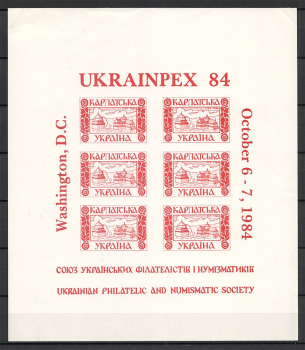 UKRAINPEX 84
Washington, D.C.
КАРПАТСЬКА
УКРАЇНА
КАРПАТСЬКА
УКРАЇНА
КАРПАТСЬКА
УКРАЇНА
КАРПАТСЬКА
УКРАЇНА
КАРПАТСЬКА
УКРАЇНА
КАРПАТСЬКА
УКРАЇНА
October 6 - 7, 1984
СОЮЗ УКРАЇНСЬКИХ ФІЛАТЕЛІСТІВ І НУМІЗМАТИКІВ
UKRAINIAN PHILATELIC AND NUMISMATIC SOCIETY